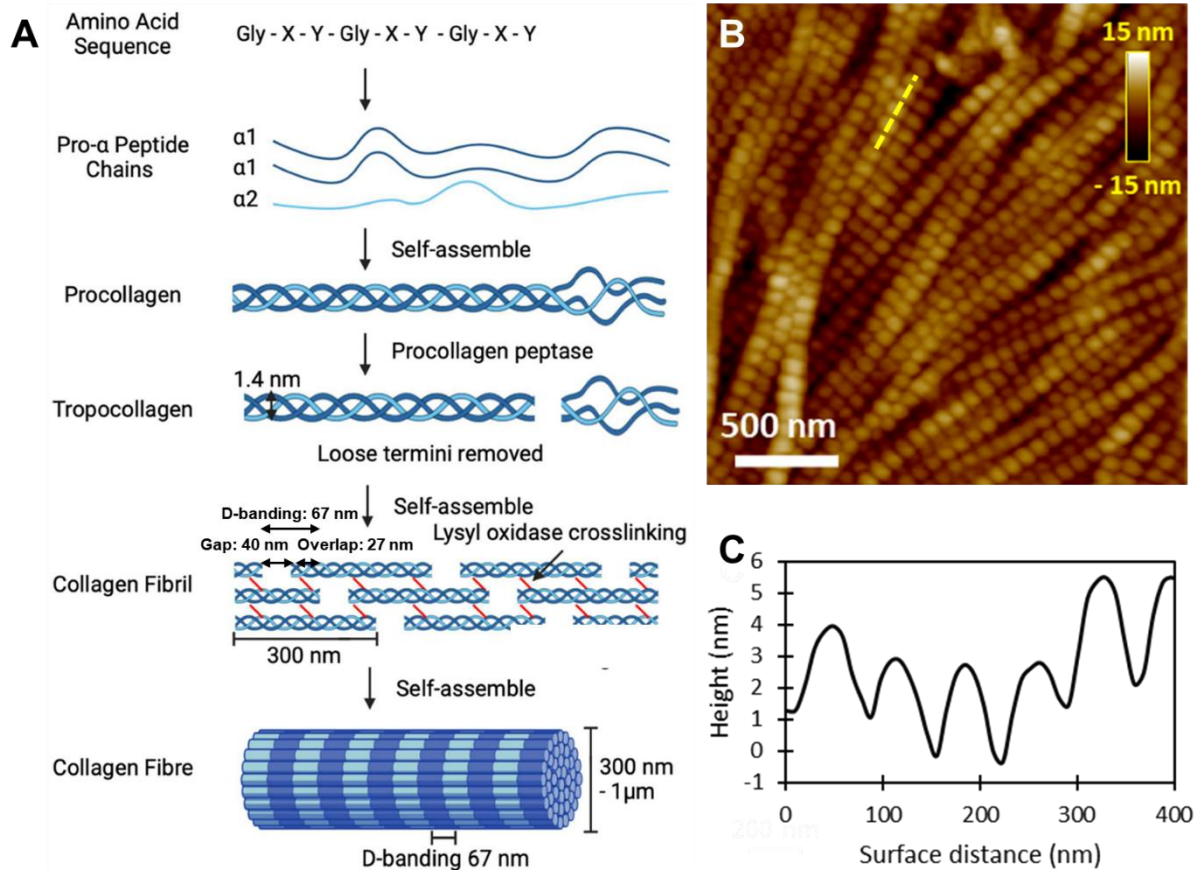 A
Amino Acid
Sequence
Gly - X - Y - Gly - X - Y - Gly - X - Y
Pro-α Peptide
Chains
α1
α1
α2
Self-assemble
Procollagen
Procollagen peptase
1.4 nm
Tropocollagen
Loose termini removed
Self-assemble
D-banding: 67 nm
Gap: 40 nm
Overlap: 27 nm
Lysyl oxidase crosslinking
Collagen Fibril
300 nm
Self-assemble
Collagen Fibre
300 nm
- 1µm
D-banding 67 nm
B
15 nm
- 15 nm
500 nm
C
Height (nm)
6
5
4
3
2
1
0
-1
0 100 200 300 400
Surface distance (nm)